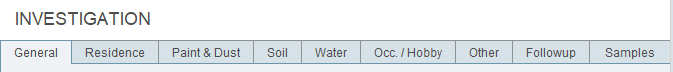 INVESTIGATION
General Residence Paint & Dust Soil Water Occ. / Hobby Other Followup Samples